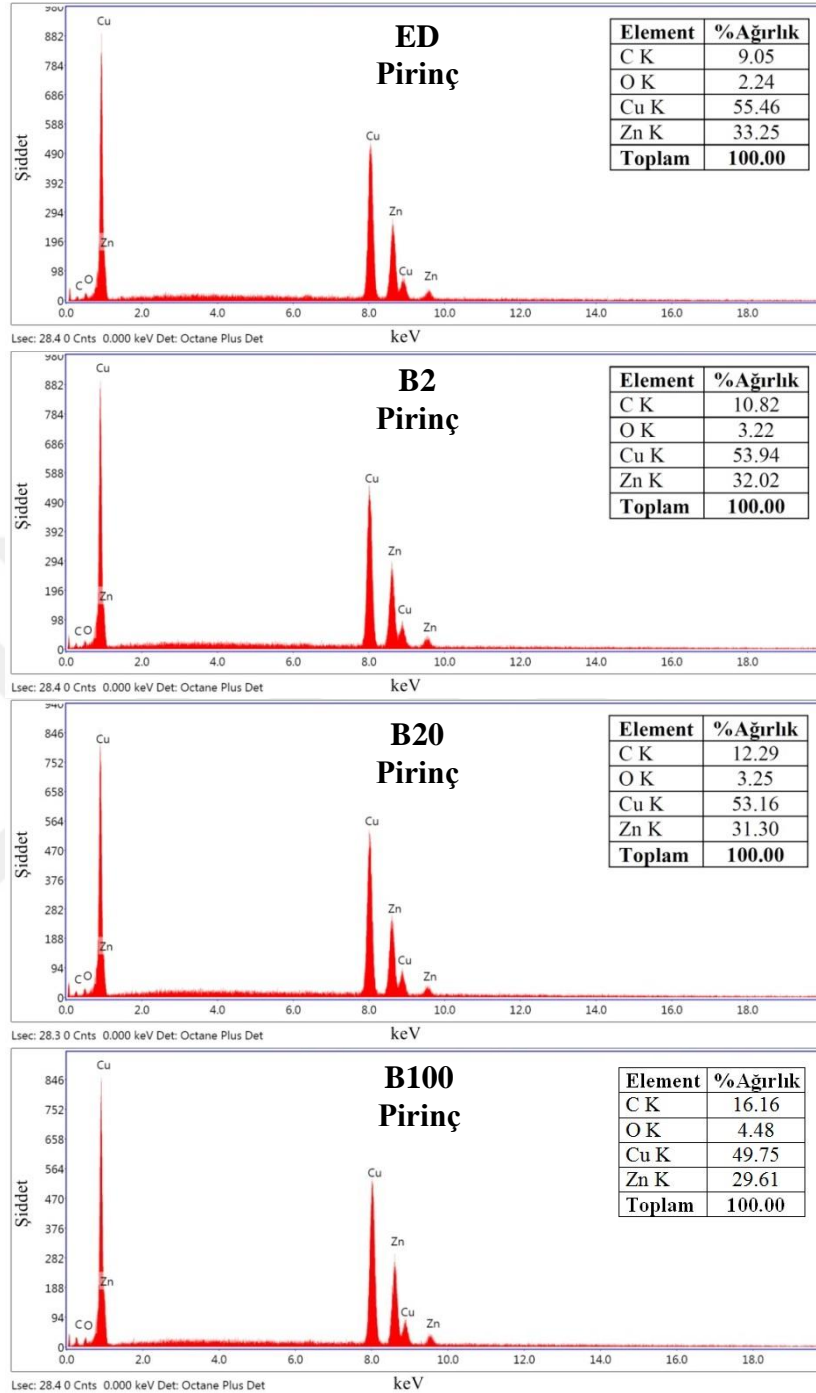 ED
Pirinç
Şiddet
980
882
784
686
588
490
392
294
196
98
0
Cu
Zn
C
O
Cu
Zn
Cu
Zn
0.0 2.0 4.0 6.0 8.0 10.0 12.0 14.0 16.0 18.0
keV
Lsec: 28.4 0 Cnts 0.000 keV Det: Octane Plus Det
Element %Ağırlık
C K 9.05
O K 2.24
Cu K 55.46
Zn K 33.25
Toplam 100.00
B2
Pirinç
Şiddet
980
882
784
686
588
490
392
294
196
98
0
Cu
Zn
C
O
Cu
Zn
Cu
Zn
0.0 2.0 4.0 6.0 8.0 10.0 12.0 14.0 16.0 18.0
keV
Lsec: 28.4 0 Cnts 0.000 keV Det: Octane Plus Det
Element %Ağırlık
C K 10.82
O K 3.22
Cu K 53.94
Zn K 32.02
Toplam 100.00
B20
Pirinç
Şiddet
940
846
752
658
564
470
376
282
188
94
0
Cu
Zn
C
O
Cu
Zn
Cu
Zn
0.0 2.0 4.0 6.0 8.0 10.0 12.0 14.0 16.0 18.0
keV
Lsec: 28.3 0 Cnts 0.000 keV Det: Octane Plus Det
Element %Ağırlık
C K 12.29
O K 3.25
Cu K 53.16
Zn K 31.30
Toplam 100.00
B100
Pirinç
Şiddet
846
752
658
564
470
376
282
188
94
0
Cu
Zn
C
O
Cu
Zn
Cu
Zn
0.0 2.0 4.0 6.0 8.0 10.0 12.0 14.0 16.0 18.0
keV
Lsec: 28.4 0 Cnts 0.000 keV Det: Octane Plus Det
Element %Ağırlık
C K 16.16
O K 4.48
Cu K 49.75
Zn K 29.61
Toplam 100.00